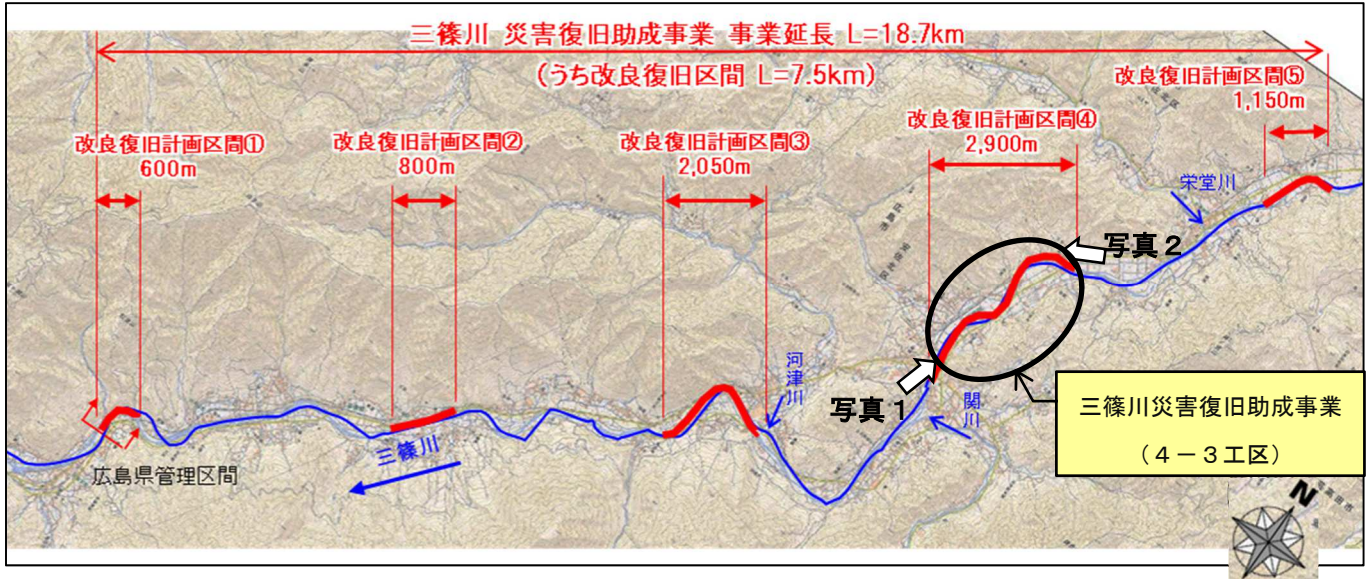 三篠川 災害復旧助成事業 事業延長 L=18.7km
(うち改良復旧区間 L=7.5km)
改良復旧計画区間①
600m
改良復旧計画区間②
800m
改良復旧計画区間③
2,050m
改良復旧計画区間④
2,900m
改良復旧計画区間⑤
1,150m
栄堂川
写真2
河津川
写真1
関川
三篠川
広島県管理区間
三篠川災害復旧助成事業
(4-3工区)
N